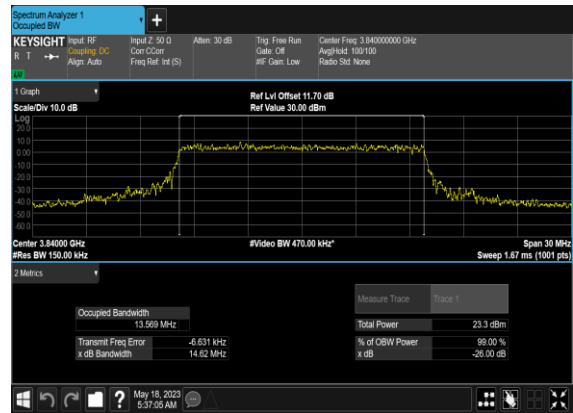 Spectrum Analyzer 1
Occupied BW
+
KEYSIGHT Input: RF Input Z: 50 Ω Atten: 30 dB Trig: Free Run Center Freq: 3.840000000 GHz
R T Coupling: DC Corr CCorr Gate: Off Avg|Hold: 100/100
Align: Auto Freq Ref: Int (S) #IF Gain: Low Radio Std: None
LXI
1 Graph Ref Lvl Offset 11.70 dB
Scale/Div 10.0 dB Ref Value 30.00 dBm
Log
20.0
10.0
0.00
-10.0
-20.0
-30.0
-40.0
-50.0
-60.0
Center 3.84000 GHz #Video BW 470.00 kHz* Span 30 MHz
#Res BW 150.00 kHz Sweep 1.67 ms (1001 pts)
2 Metrics
Measure Trace Trace 1
Occupied Bandwidth
13.569 MHz Total Power 23.3 dBm
Transmit Freq Error -6.631 kHz % of OBW Power 99.00 %
x dB Bandwidth 14.62 MHz x dB -26.00 dB
? May 18, 2023
5:37:05 AM